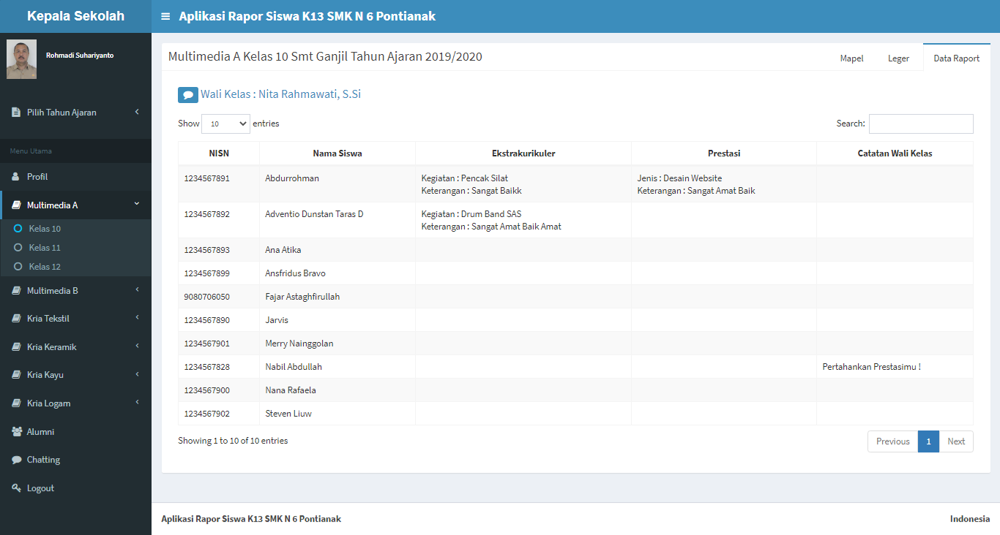 Kepala Sekolah
Aplikasi Rapor Siswa K13 SMK N 6 Pontianak
Rohmadi Suhariyanto
Pilih Tahun Ajaran
Menu Utama
Profil
Multimedia A
Kelas 10
Kelas 11
Kelas 12
Multimedia B
Kria Tekstil
Kria Keramik
Kria Kayu
Kria Logam
Alumni
Chatting
Logout
Multimedia A Kelas 10 Smt Ganjil Tahun Ajaran 2019/2020
Mapel Leger Data Raport
Wali Kelas : Nita Rahmawati, S.Si
Show 10 entries Search:
NISN Nama Siswa Ekstrakurikuler Prestasi Catatan Wali Kelas
1234567891 Abdurrohman Kegiatan : Pencak Silat Jenis : Desain Website
Keterangan : Sangat Baikk Keterangan : Sangat Amat Baik
1234567892 Adventio Dunstan Taras D Kegiatan : Drum Band SAS
Keterangan : Sangat Amat Baik Amat
1234567893 Ana Atika
1234567899 Ansfridus Bravo
9080706050 Fajar Astaghfirullah
1234567890 Jarvis
1234567901 Merry Nainggolan
1234567828 Nabil Abdullah Pertahankan Prestasimu !
1234567900 Nana Rafaela
1234567902 Steven Liuw
Showing 1 to 10 of 10 entries Previous 1 Next
Aplikasi Rapor Siswa K13 SMK N 6 Pontianak Indonesia